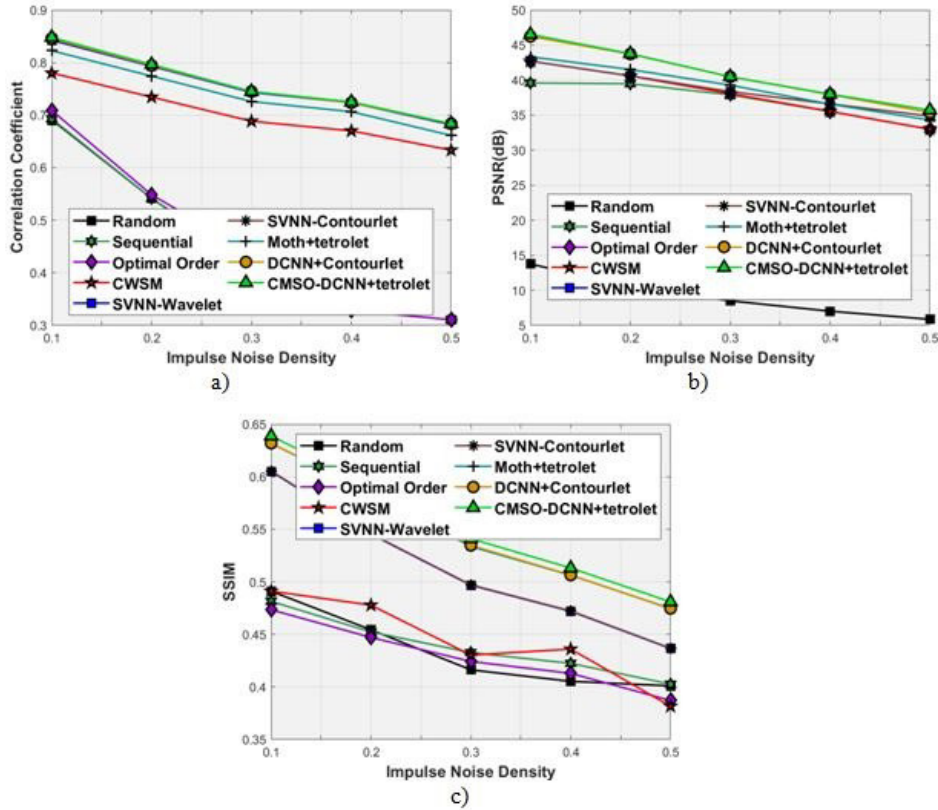 0.9
0.8
0.7
0.6
0.5
0.4
0.3
Correlation Coefficient
Random
Sequential
Optimal Order
CWSM
SVNN-Wavelet
SVNN-Contourlet
Moth+tetrolet
DCNN+Contourlet
CMSO-DCNN+tetrolet
0.1 0.2 0.3 0.4 0.5
Impulse Noise Density
a)
50
45
40
35
30
25
20
15
10
5
PSNR(dB)
Random
Sequential
Optimal Order
CWSM
SVNN-Wavelet
SVNN-Contourlet
Moth+tetrolet
DCNN+Contourlet
CMSO-DCNN+tetrolet
0.1 0.2 0.3 0.4 0.5
Impulse Noise Density
b)
0.65
0.6
0.55
0.5
0.45
0.4
0.35
SSIM
Random
Sequential
Optimal Order
CWSM
SVNN-Wavelet
SVNN-Contourlet
Moth+tetrolet
DCNN+Contourlet
CMSO-DCNN+tetrolet
0.1 0.2 0.3 0.4 0.5
Impulse Noise Density
c)